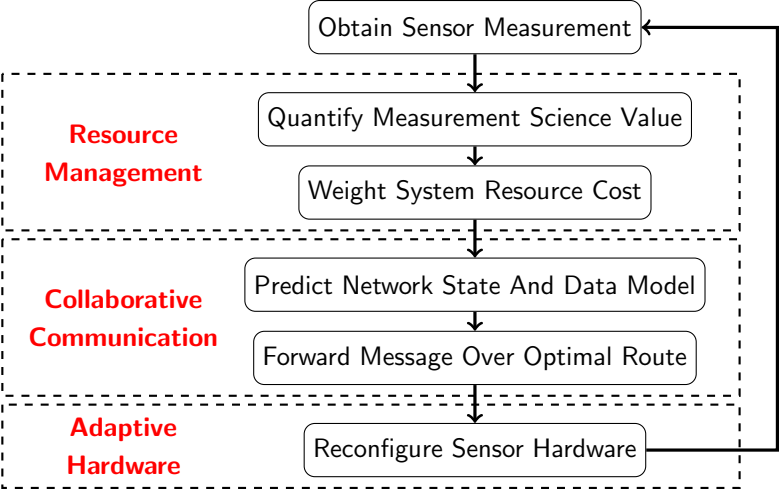 Obtain Sensor Measurement
Resource
Management
Quantify Measurement Science Value
Weight System Resource Cost
Collaborative
Communication
Predict Network State And Data Model
Forward Message Over Optimal Route
Adaptive
Hardware
Reconfigure Sensor Hardware